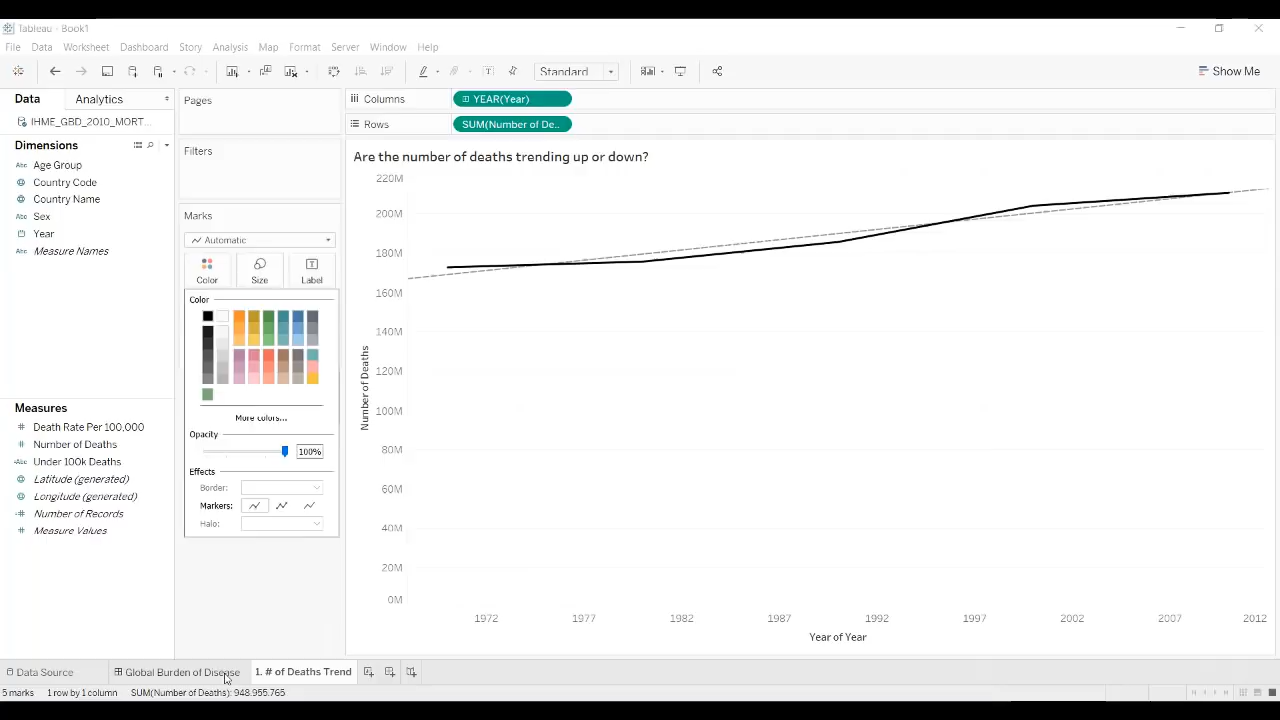 Tableau - Book1
File Data Worksheet Dashboard Story Analysis Map Format Server Window Help
Standard
Show Me
Data Analytics
IHME_GBD_2010_MORT...
Dimensions
Abc Age Group
Country Code
Country Name
Abc Sex
Year
Abc Measure Names
Measures
# Death Rate Per 100,000
# Number of Deaths
=Abc Under 100k Deaths
Latitude (generated)
Longitude (generated)
=# Number of Records
# Measure Values
Pages
Filters
Marks
Automatic
Color Size Label
Color
More colors...
Opacity
100%
Effects
Border:
Markers:
Halo:
Columns YEAR(Year)
Rows SUM(Number of De..
Are the number of deaths trending up or down?
220M
200M
180M
160M
140M
120M
100M
80M
60M
40M
20M
0M
Number of Deaths
1972 1977 1982 1987 1992 1997 2002 2007 2012
Year of Year
Data Source Global Burden of Disease 1. # of Deaths Trend
5 marks 1 row by 1 column SUM(Number of Deaths): 948.955.765